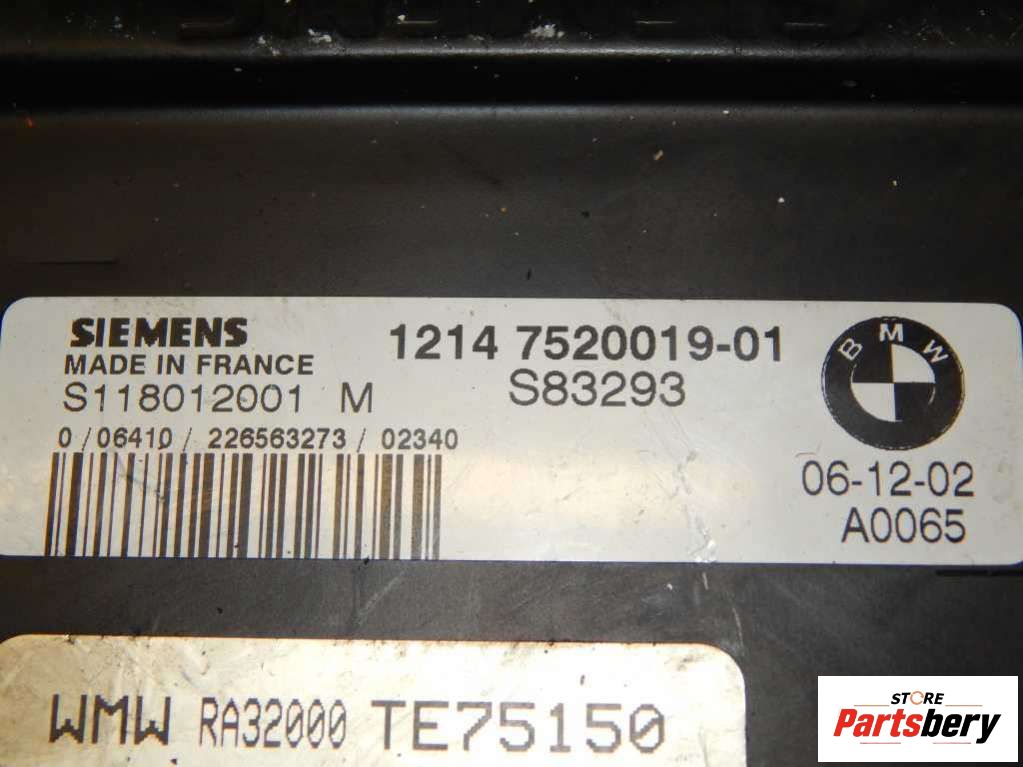 SIEMENS
MADE IN FRANCE
S118012001 M
0 / 06410 / 226563273 / 02340
1214 7520019-01
S83293
BMW
06-12-02
A0065
WMW RA32000 TE75150
STORE
Partsbery